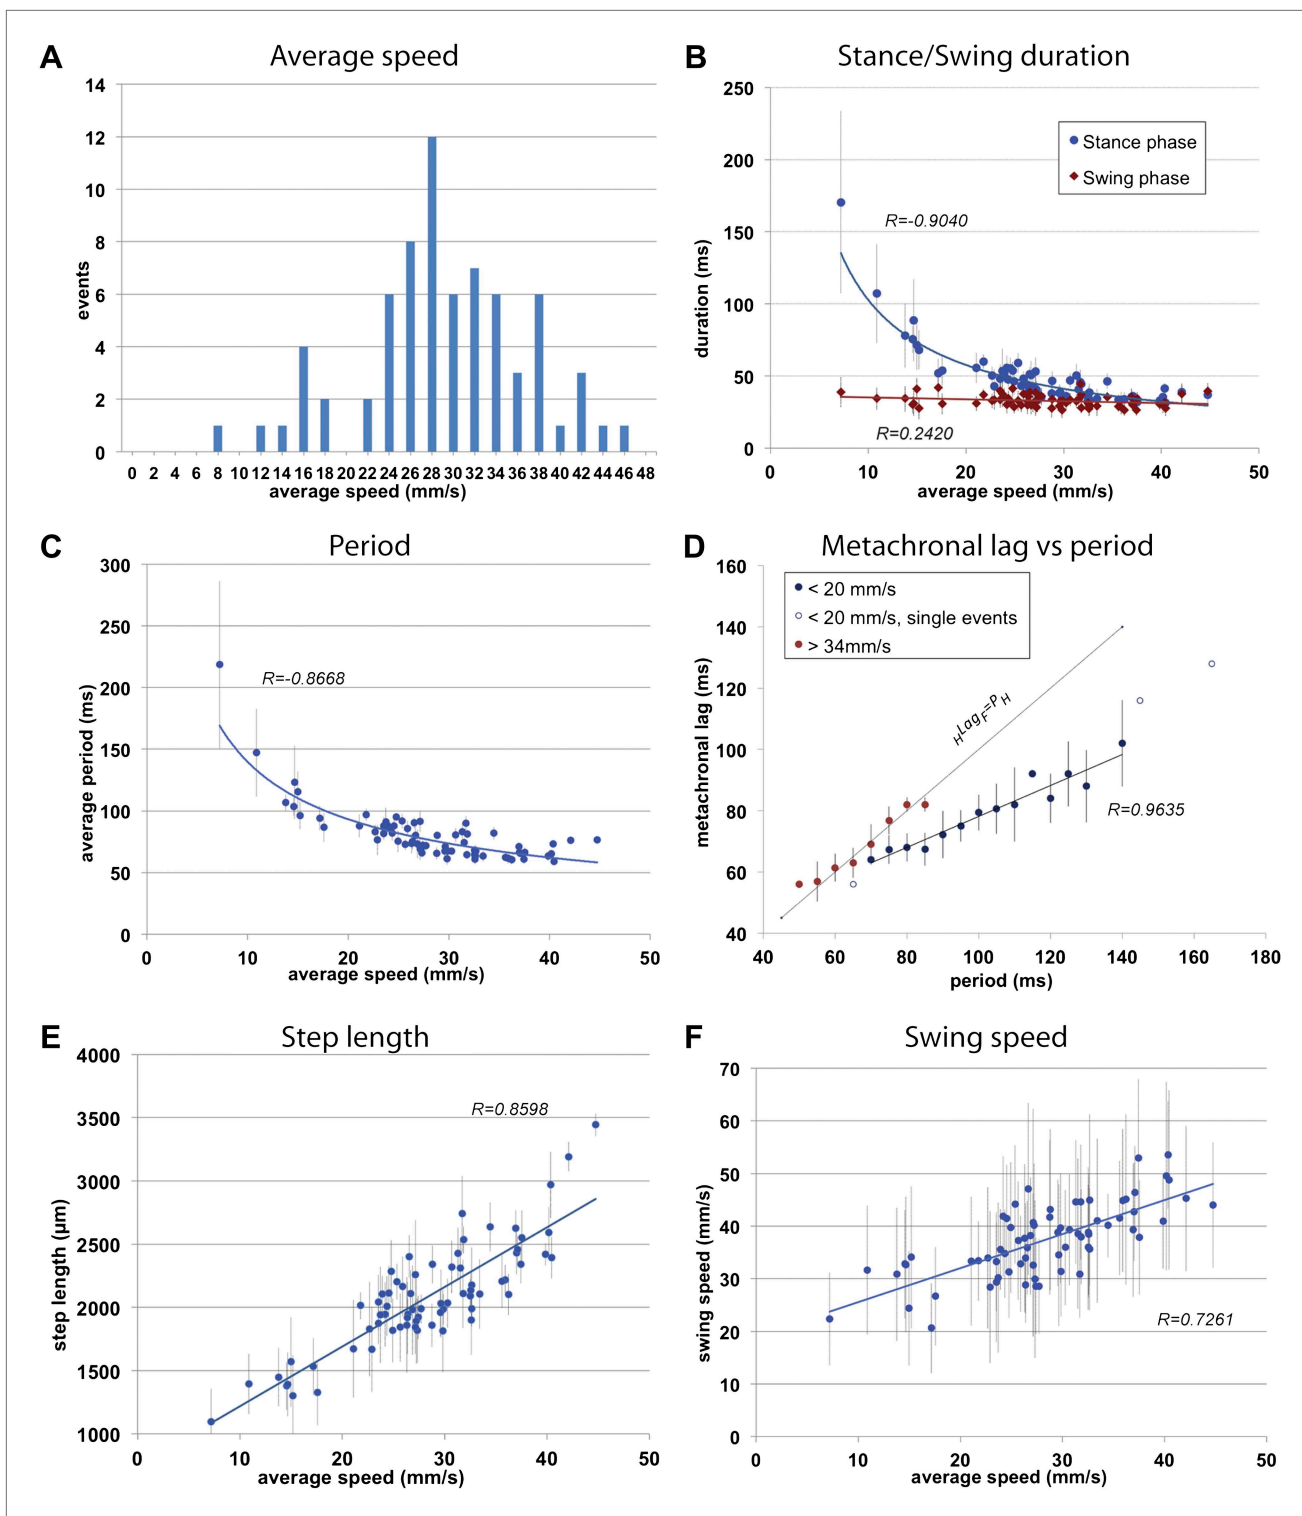 A Average speed
14
12
10
8
6
4
2
0
events
0 2 4 6 8 10 12 14 16 18 20 22 24 26 28 30 32 34 36 38 40 42 44 46 48
average speed (mm/s)
B Stance/Swing duration
250
200
150
100
50
0
duration (ms)
Stance phase
Swing phase
R=-0.9040
R=0.2420
0 10 20 30 40 50
average speed (mm/s)
C Period
300
250
200
150
100
50
0
average period (ms)
R=-0.8668
0 10 20 30 40 50
average speed (mm/s)
D Metachronal lag vs period
160
140
120
100
80
60
40
metachronal lag (ms)
< 20 mm/s
< 20 mm/s, single events
> 34mm/s
HLagF=PH
R=0.9635
40 60 80 100 120 140 160 180
period (ms)
E Step length
4000
3500
3000
2500
2000
1500
1000
step length (µm)
R=0.8598
0 10 20 30 40 50
average speed (mm/s)
F Swing speed
70
60
50
40
30
20
10
0
swing speed (mm/s)
R=0.7261
0 10 20 30 40 50
average speed (mm/s)